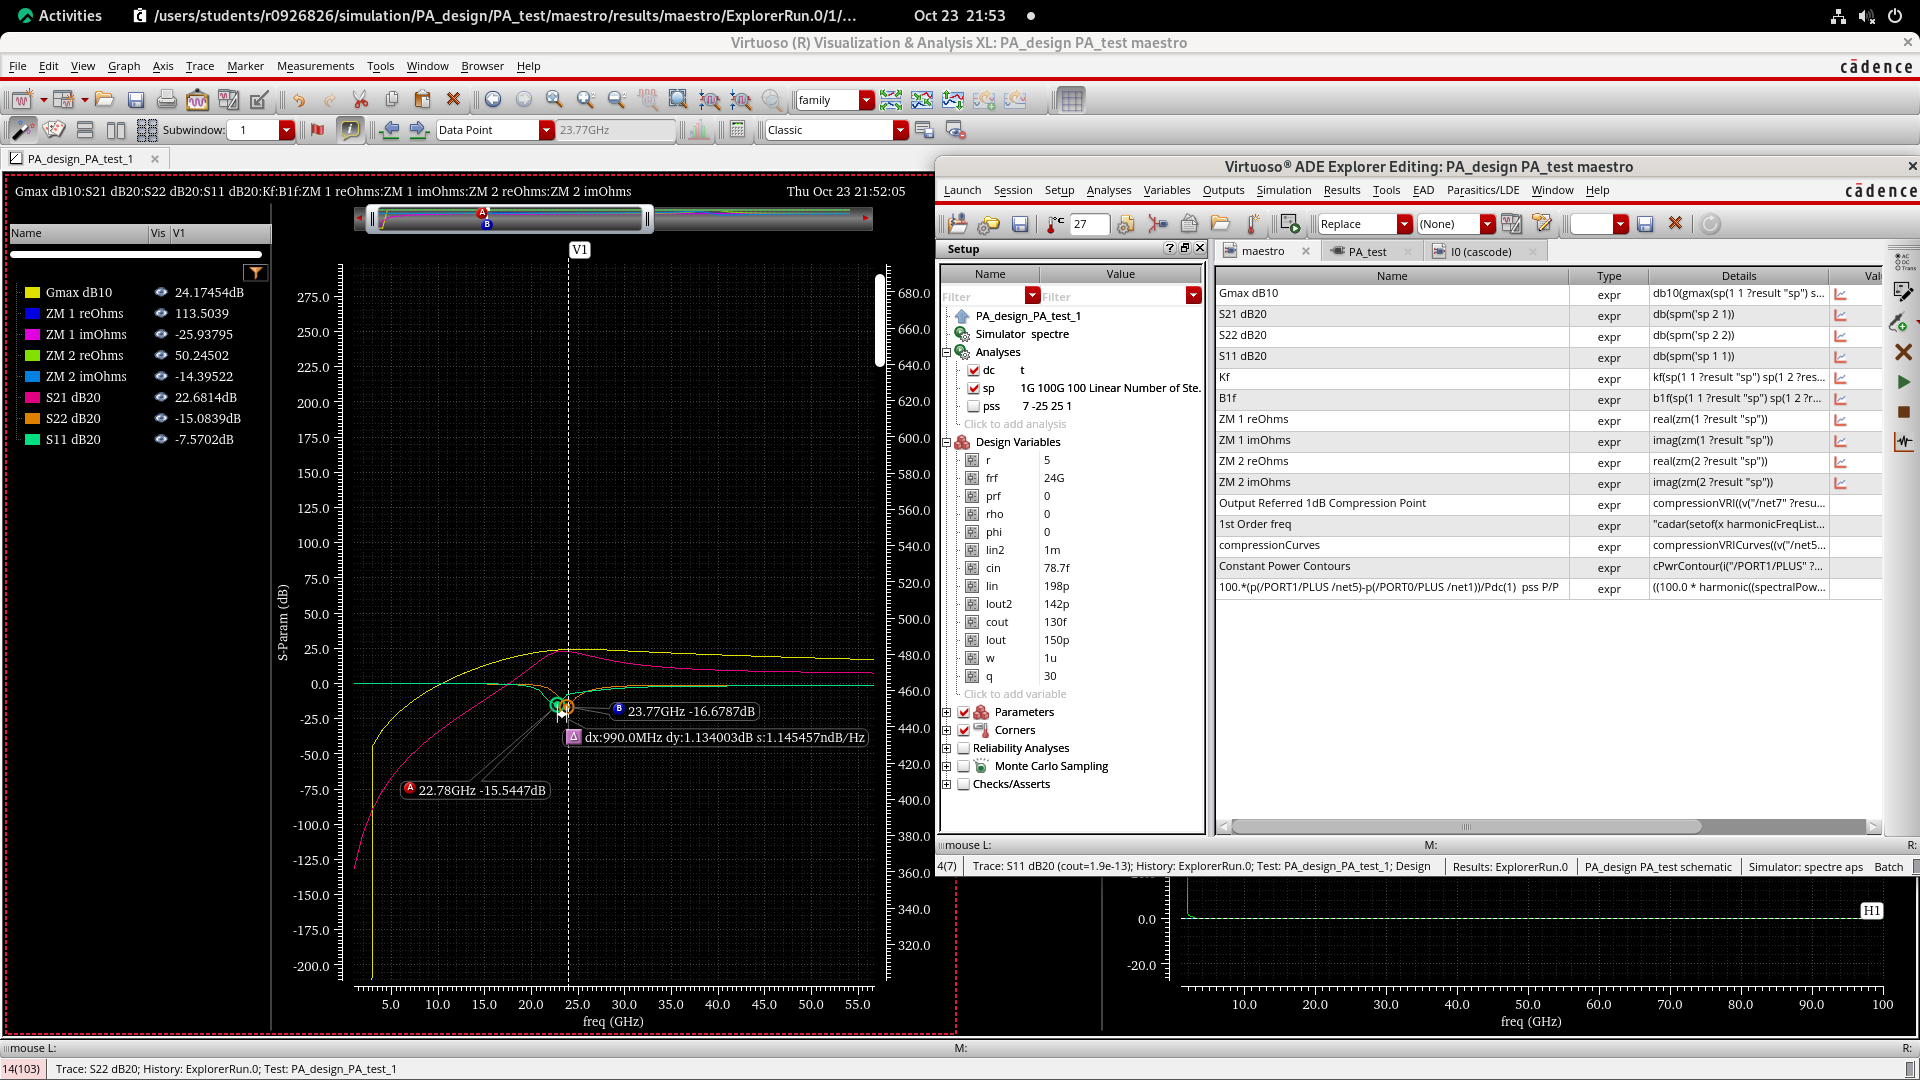 Activities
/users/students/r0926826/simulation/PA_design/PA_test/maestro/results/maestro/ExplorerRun.0/1/...
Oct 23 21:53
Virtuoso (R) Visualization & Analysis XL: PA_design PA_test maestro
File Edit View Graph Axis Trace Marker Measurements Tools Window Browser Help
cādence
family
Subwindow: 1
Data Point
23.77GHz
Classic
PA_design_PA_test_1
Gmax dB10:S21 dB20:S22 dB20:S11 dB20:Kf:B1f:ZM 1 reOhms:ZM 1 imOhms:ZM 2 reOhms:ZM 2 imOhms
Thu Oct 23 21:52:05
Name Vis V1
Gmax dB10 24.17454dB
ZM 1 reOhms 113.5039
ZM 1 imOhms -25.93795
ZM 2 reOhms 50.24502
ZM 2 imOhms -14.39522
S21 dB20 22.6814dB
S22 dB20 -15.0839dB
S11 dB20 -7.5702dB
A
B
V1
275.0
250.0
225.0
200.0
175.0
150.0
125.0
100.0
75.0
50.0
25.0
0.0
-25.0
-50.0
-75.0
-100.0
-125.0
-150.0
-175.0
-200.0
S-Param (dB)
680.0
660.0
640.0
620.0
600.0
580.0
560.0
540.0
520.0
500.0
480.0
460.0
440.0
420.0
400.0
380.0
360.0
340.0
320.0
B 23.77GHz -16.6787dB
Δ dx:990.0MHz dy:1.134003dB s:1.145457ndB/Hz
A 22.78GHz -15.5447dB
5.0 10.0 15.0 20.0 25.0 30.0 35.0 40.0 45.0 50.0 55.0
freq (GHz)
Virtuoso® ADE Explorer Editing: PA_design PA_test maestro
Launch Session Setup Analyses Variables Outputs Simulation Results Tools EAD Parasitics/LDE Window Help
cādence
27
Replace
(None)
Setup
Name Value
Filter Filter
PA_design_PA_test_1
Simulator spectre
Analyses
dc t
sp 1G 100G 100 Linear Number of Ste.
pss 7 -25 25 1
Click to add analysis
Design Variables
r 5
frf 24G
prf 0
rho 0
phi 0
lin2 1m
cin 78.7f
lin 198p
lout2 142p
cout 130f
lout 150p
w 1u
q 30
Click to add variable
Parameters
Corners
Reliability Analyses
Monte Carlo Sampling
Checks/Asserts
maestro
PA_test
I0 (cascode)
Name Type Details Val
Gmax dB10 expr db10(gmax(sp(1 1 ?result "sp") s...
S21 dB20 expr db(spm('sp 2 1))
S22 dB20 expr db(spm('sp 2 2))
S11 dB20 expr db(spm('sp 1 1))
Kf expr kf(sp(1 1 ?result "sp") sp(1 2 ?res...
B1f expr b1f(sp(1 1 ?result "sp") sp(1 2 ?r...
ZM 1 reOhms expr real(zm(1 ?result "sp"))
ZM 1 imOhms expr imag(zm(1 ?result "sp"))
ZM 2 reOhms expr real(zm(2 ?result "sp"))
ZM 2 imOhms expr imag(zm(2 ?result "sp"))
Output Referred 1dB Compression Point expr compressionVRI((v("/net7" ?resu...
1st Order freq expr "cadar(setof(x harmonicFreqList...
compressionCurves expr compressionVRICurves((v("/net5...
Constant Power Contours expr cPwrContour(i("/PORT1/PLUS" ?...
100.*(p(/PORT1/PLUS /net5)-p(/PORT0/PLUS /net1))/Pdc(1) pss P/P expr ((100.0 * harmonic((spectralPow...
AC
DC
Trans
mouse L: M: R:
4(7) Trace: S11 dB20 (cout=1.9e-13); History: ExplorerRun.0; Test: PA_design_PA_test_1; Design Results: ExplorerRun.0 PA_design PA_test schematic Simulator: spectre aps Batch
0.0
-20.0
H1
10.0 20.0 30.0 40.0 50.0 60.0 70.0 80.0 90.0 100
freq (GHz)
mouse L: M: R:
14(103) Trace: S22 dB20; History: ExplorerRun.0; Test: PA_design_PA_test_1